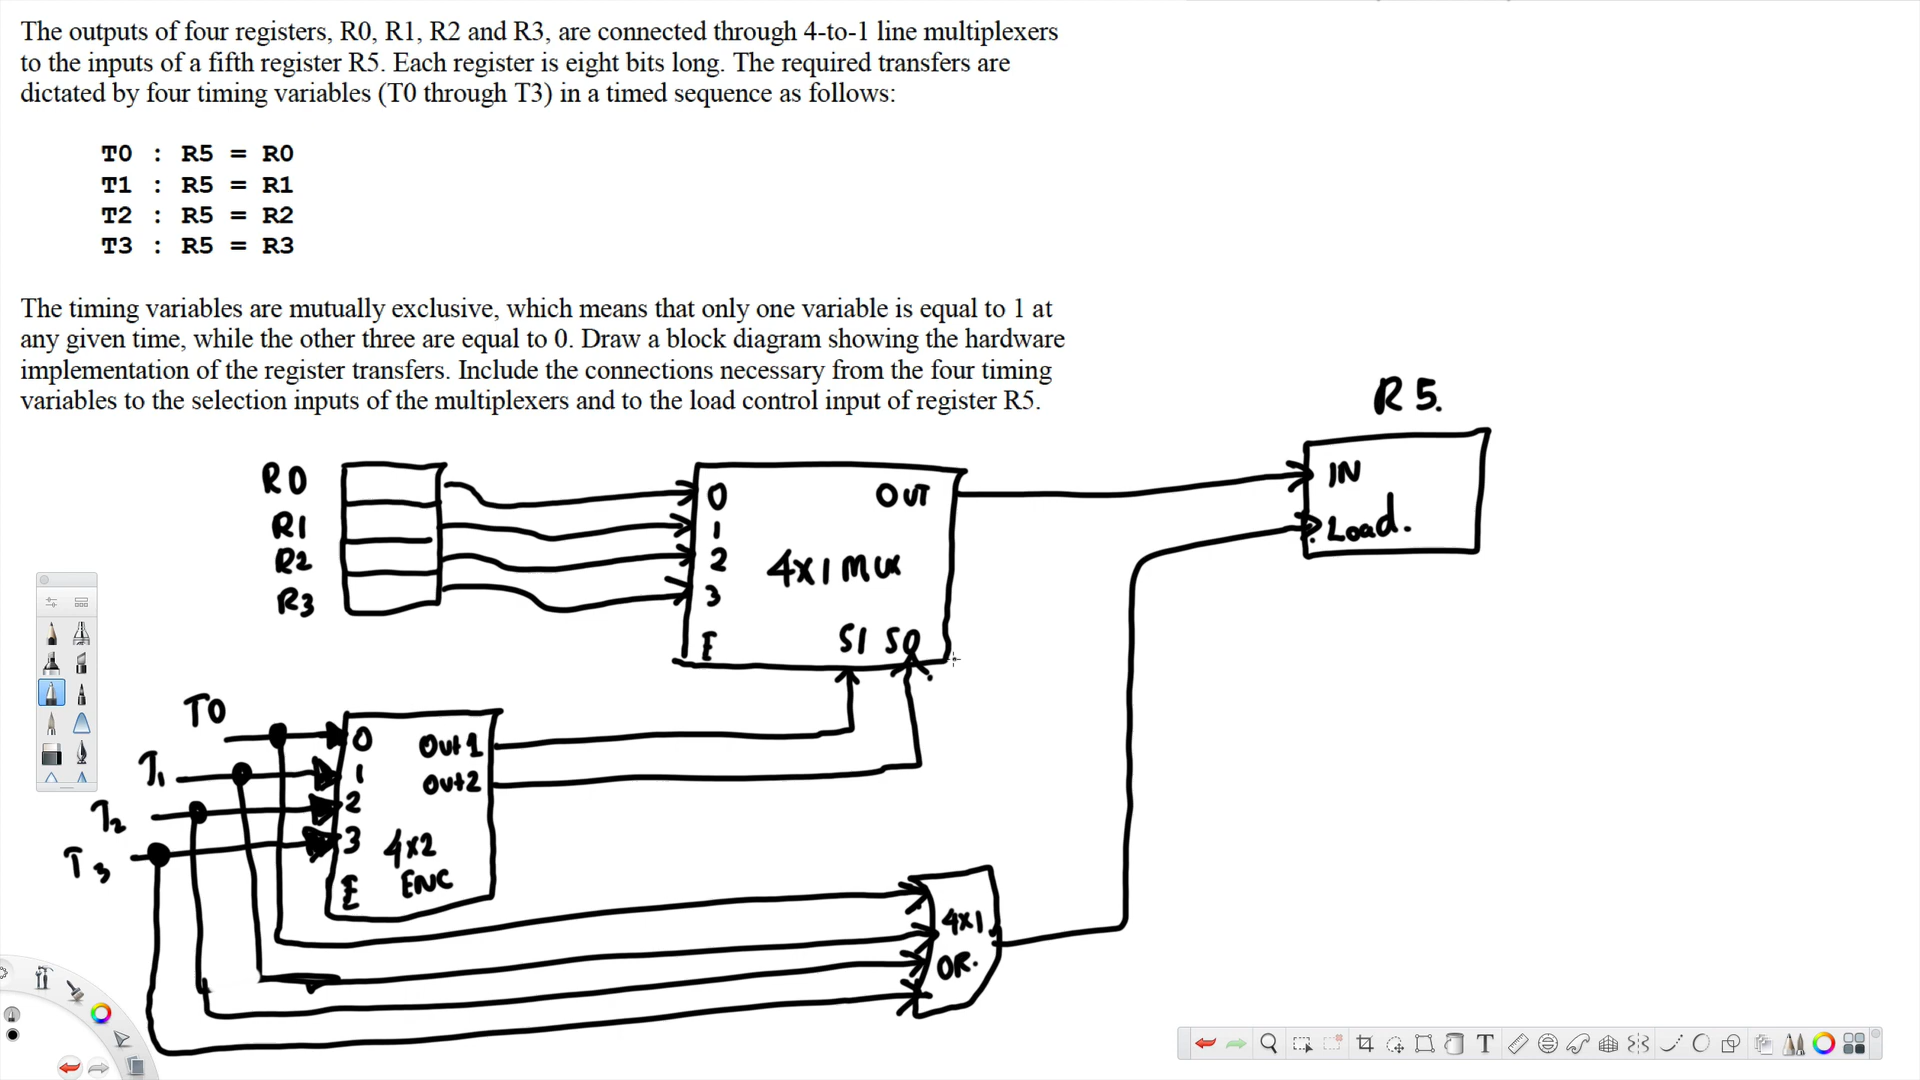 The outputs of four registers, R0, R1, R2 and R3, are connected through 4-to-1 line multiplexers
to the inputs of a fifth register R5. Each register is eight bits long. The required transfers are
dictated by four timing variables (T0 through T3) in a timed sequence as follows:
T0 : R5 = R0
T1 : R5 = R1
T2 : R5 = R2
T3 : R5 = R3
The timing variables are mutually exclusive, which means that only one variable is equal to 1 at
any given time, while the other three are equal to 0. Draw a block diagram showing the hardware
implementation of the register transfers. Include the connections necessary from the four timing
variables to the selection inputs of the multiplexers and to the load control input of register R5.
R5.
IN
Load.
R0
R1
R2
R3
0
1
2
3
OUT
4x1 MUX
E
S1 S0
T0
T1
T2
T3
0
1
2
3
Out1
Out2
4x2
ENC
E
4x1
OR.
T